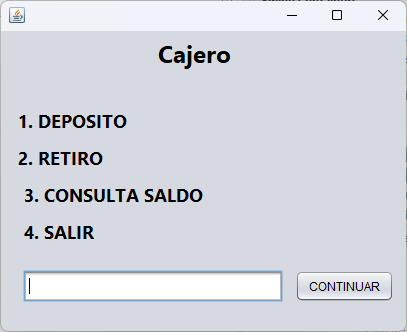 Cajero
1. DEPOSITO
2. RETIRO
3. CONSULTA SALDO
4. SALIR
CONTINUAR